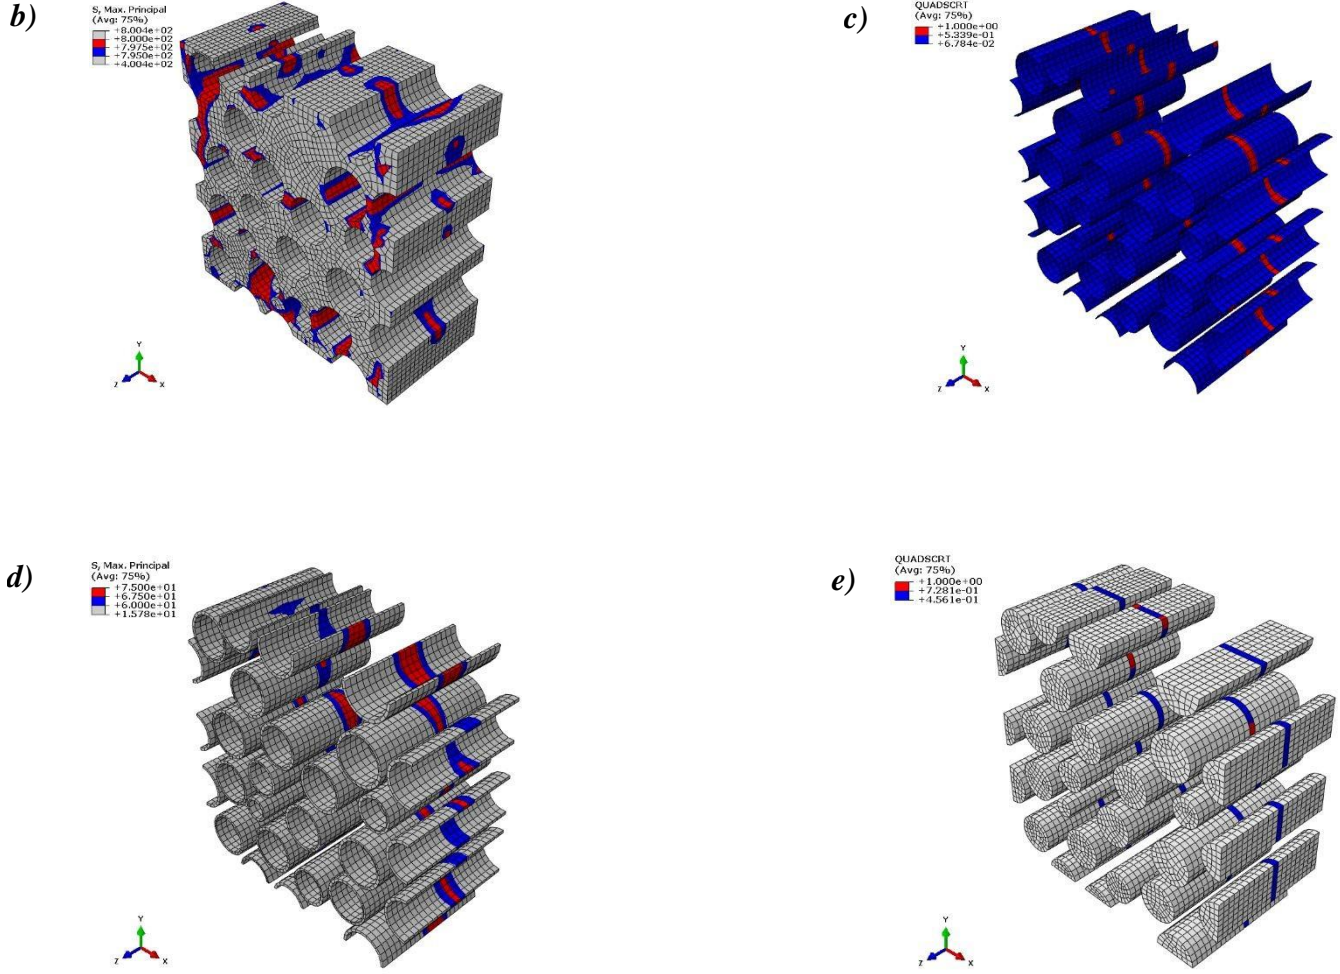 b)
S, Max. Principal
(Avg: 75%)
+8.004e+02
+8.000e+02
+7.975e+02
+7.950e+02
+4.004e+02
Y
Z
X
c)
QUADSCRT
(Avg: 75%)
+1.000e+00
+5.339e-01
+6.784e-02
Y
Z
X
d)
S, Max. Principal
(Avg: 75%)
+7.500e+01
+6.750e+01
+6.000e+01
+1.578e+01
Y
Z
X
e)
QUADSCRT
(Avg: 75%)
+1.000e+00
+7.281e-01
+4.561e-01
Y
Z
X